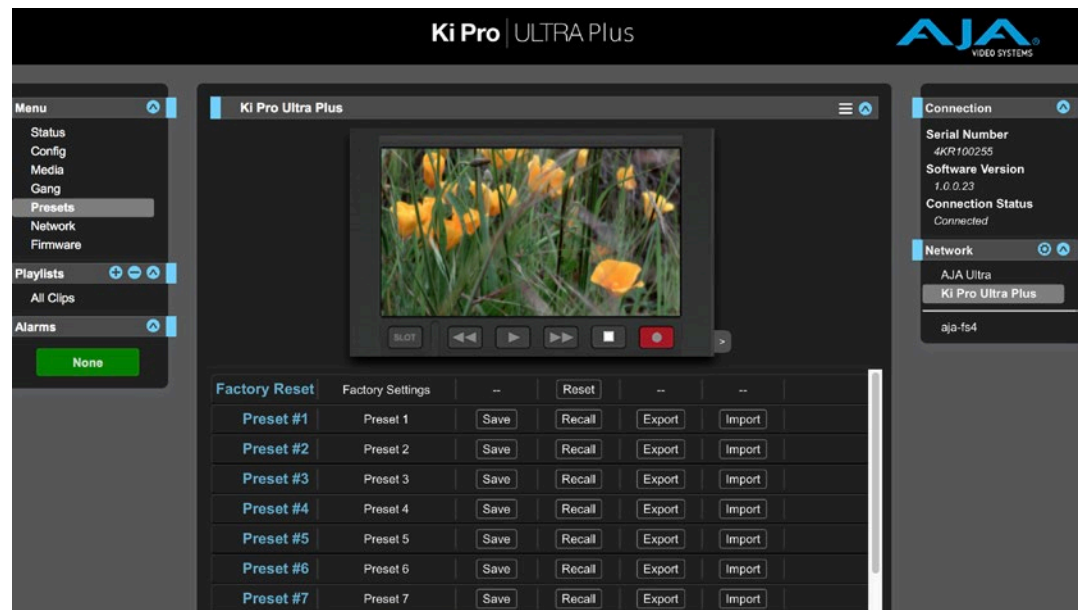 Ki Pro ULTRA Plus
AJA
VIDEO SYSTEMS
Menu
Status
Config
Media
Gang
Presets
Network
Firmware
Playlists
All Clips
Alarms
None
Ki Pro Ultra Plus
SLOT
>
Factory Reset Factory Settings -- Reset -- --
Preset #1 Preset 1 Save Recall Export Import
Preset #2 Preset 2 Save Recall Export Import
Preset #3 Preset 3 Save Recall Export Import
Preset #4 Preset 4 Save Recall Export Import
Preset #5 Preset 5 Save Recall Export Import
Preset #6 Preset 6 Save Recall Export Import
Preset #7 Preset 7 Save Recall Export Import
Connection
Serial Number
4KR100255
Software Version
1.0.0.23
Connection Status
Connected
Network
AJA Ultra
Ki Pro Ultra Plus
aja-fs4